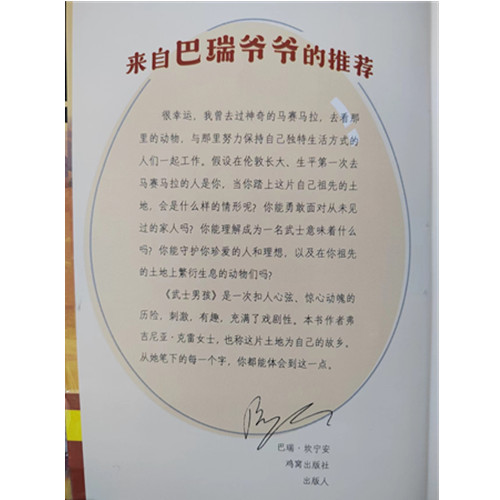 来自巴瑞爷爷的推荐
很幸运，我曾去过神奇的马赛马拉，去看那
里的动物，与那里努力保持自己独特生活方式的
人们一起工作。假设在伦敦长大、生平第一次去
马赛马拉的人是你，当你踏上这片自己祖先的土
地，会是什么样的情形呢？你能勇敢面对从未见
过的家人吗？你能理解成为一名武士意味着什么
吗？你能守护你珍爱的人和理想，以及在你祖先
的土地上繁衍生息的动物们吗？
《武士男孩》是一次扣人心弦、惊心动魄的
历险，刺激，有趣，充满了戏剧性。本书作者弗
吉尼亚·克雷女士，也称这片土地为自己的故乡，
从她笔下的每一个字，你都能体会到这一点。
巴瑞·坎宁安
鸡窝出版社
出版人